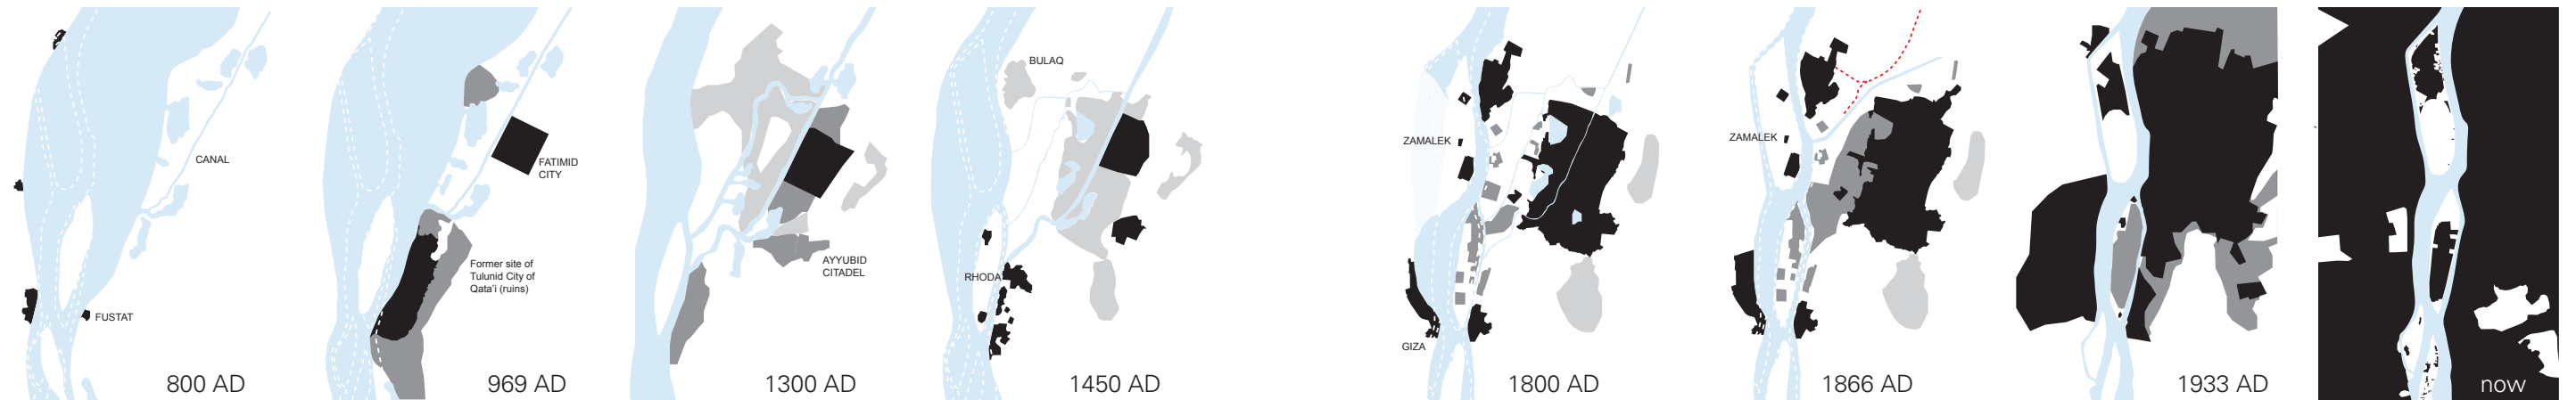 CANAL
FUSTAT
800 AD
FATIMID
CITY
Former site of
Tulunid City of
Qata'i (ruins)
969 AD
AYYUBID
CITADEL
1300 AD
BULAQ
RHODA
1450 AD
ZAMALEK
GIZA
1800 AD
ZAMALEK
1866 AD
1933 AD
now